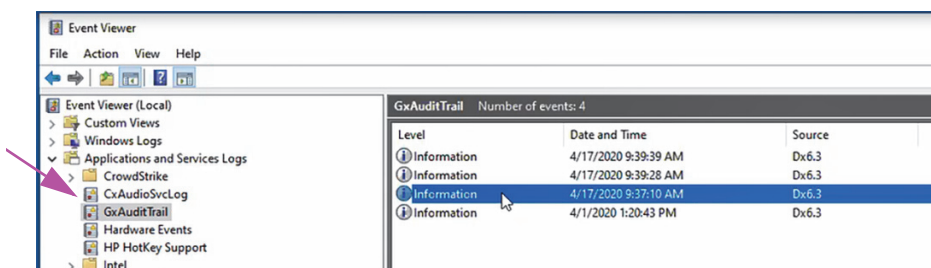 Event Viewer
File Action View Help
Event Viewer (Local)
Custom Views
Windows Logs
Applications and Services Logs
CrowdStrike
CxAudioSvcLog
GxAuditTrail
Hardware Events
HP HotKey Support
Intel
GxAuditTrail Number of events: 4
Level Date and Time Source
Information 4/17/2020 9:39:39 AM Dx6.3
Information 4/17/2020 9:39:28 AM Dx6.3
Information 4/17/2020 9:37:10 AM Dx6.3
Information 4/1/2020 1:20:43 PM Dx6.3